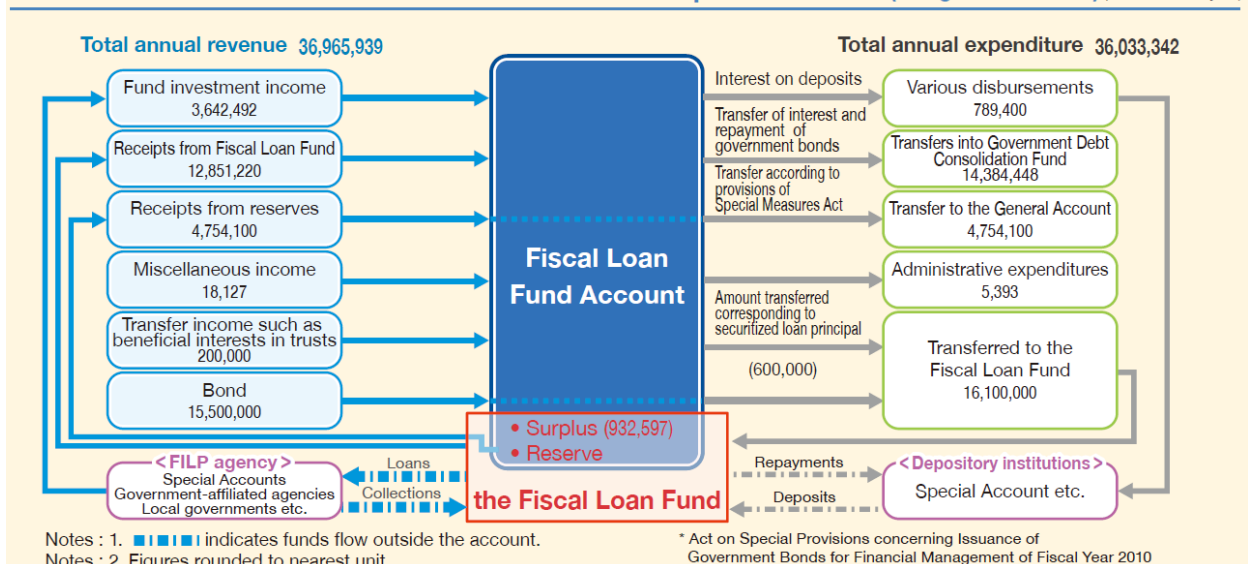 Total annual revenue 36,965,939
Total annual expenditure 36,033,342
Fund investment income
3,642,492
Receipts from Fiscal Loan Fund
12,851,220
Receipts from reserves
4,754,100
Miscellaneous income
18,127
Transfer income such as
beneficial interests in trusts
200,000
Bond
15,500,000
Fiscal Loan
Fund Account
• Surplus (932,597)
• Reserve
the Fiscal Loan Fund
Interest on deposits
Transfer of interest and
repayment of
government bonds
Transfer according to
provisions of
Special Measures Act
Amount transferred
corresponding to
securitized loan principal
(600,000)
Various disbursements
789,400
Transfers into Government Debt
Consolidation Fund
14,384,448
Transfer to the General Account
4,754,100
Administrative expenditures
5,393
Transferred to the
Fiscal Loan Fund
16,100,000
<FILP agency>
Special Accounts
Government-affiliated agencies
Local governments etc.
Loans
Collections
Repayments
Deposits
<Depository institutions>
Special Account etc.
Notes : 1. indicates funds flow outside the account.
Notes : 2. Figures rounded to nearest unit
* Act on Special Provisions concerning Issuance of
Government Bonds for Financial Management of Fiscal Year 2010